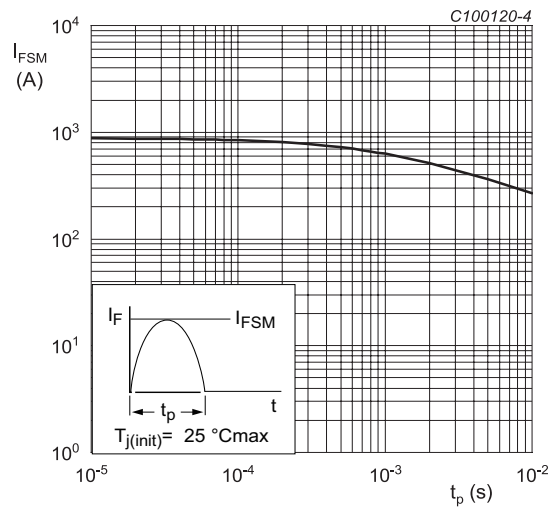 C100120-4
I_FSM
(A)
10^4
10^3
10^2
10^1
10^0
I_F
I_FSM
t_p
t
T_j(init)= 25 °Cmax
10^-5
10^-4
10^-3
10^-2
t_p (s)